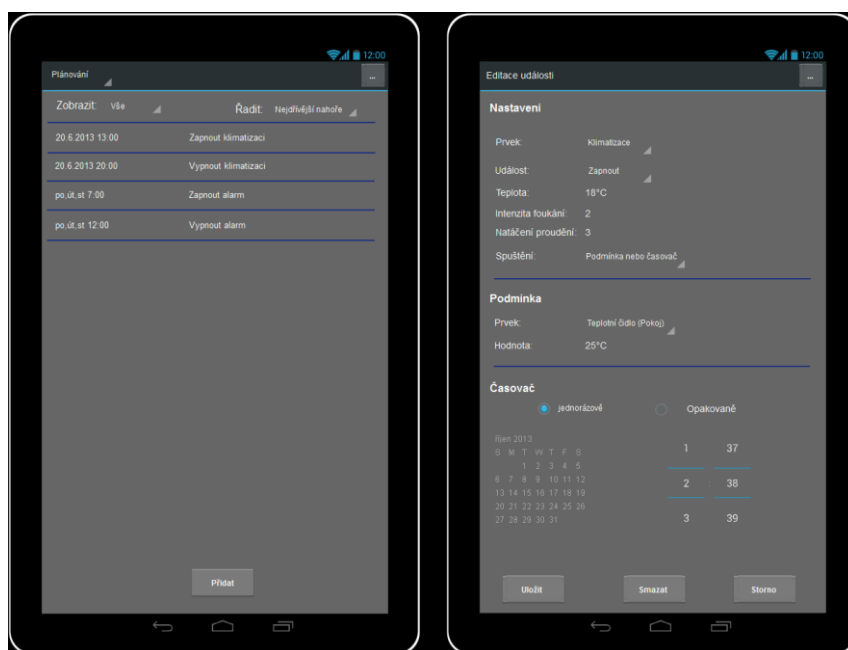 12:00
Plánování
...
Zobrazit: Vše Řadit: Nejdřívější nahoře
20.6.2013 13:00 Zapnout klimatizaci
20.6.2013 20:00 Vypnout klimatizaci
po,út,st 7:00 Zapnout alarm
po,út,st 12:00 Vypnout alarm
Přidat
12:00
Editace události
...
Nastavení
Prvek: Klimatizace
Událost: Zapnout
Teplota: 18°C
Intenzita foukání: 2
Natáčení proudění: 3
Spuštění: Podmínka nebo časovač
Podmínka
Prvek: Teplotní čidlo (Pokoj)
Hodnota: 25°C
Časovač
jednorázově Opakovaně
říjen 2013
S M T W T F S
1 2 3 4 5
6 7 8 9 10 11 12
13 14 15 16 17 18 19
20 21 22 23 24 25 26
27 28 29 30 31
1 37
2 : 38
3 39
Uložit Smazat Storno